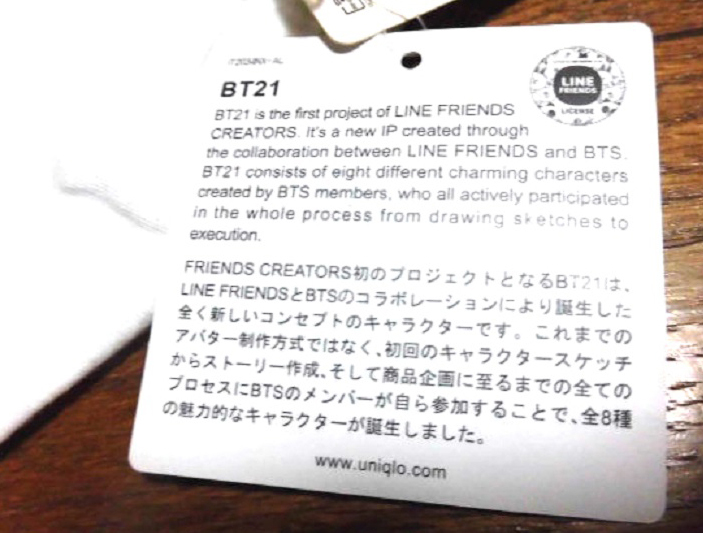 BT21
LINE
FRIENDS
LICENSE
BT21 is the first project of LINE FRIENDS
CREATORS. It's a new IP created through
the collaboration between LINE FRIENDS and BTS.
BT21 consists of eight different charming characters
created by BTS members, who all actively participated
in the whole process from drawing sketches to
execution.
FRIENDS CREATORS初のプロジェクトとなるBT21は、
LINE FRIENDSとBTSのコラボレーションにより誕生した
全く新しいコンセプトのキャラクターです。これまでの
アバター制作方式ではなく、初回のキャラクタースケッチ
からストーリー作成、そして商品企画に至るまでの全ての
プロセスにBTSのメンバーが自ら参加することで、全8種
の魅力的なキャラクターが誕生しました。
www.uniqlo.com